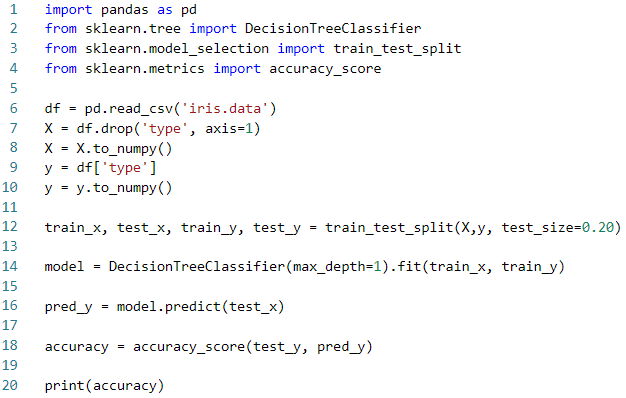 1 import pandas as pd
2 from sklearn.tree import DecisionTreeClassifier
3 from sklearn.model_selection import train_test_split
4 from sklearn.metrics import accuracy_score
5
6 df = pd.read_csv('iris.data')
7 X = df.drop('type', axis=1)
8 X = X.to_numpy()
9 y = df['type']
10 y = y.to_numpy()
11
12 train_x, test_x, train_y, test_y = train_test_split(X,y, test_size=0.20)
13
14 model = DecisionTreeClassifier(max_depth=1).fit(train_x, train_y)
15
16 pred_y = model.predict(test_x)
17
18 accuracy = accuracy_score(test_y, pred_y)
19
20 print(accuracy)